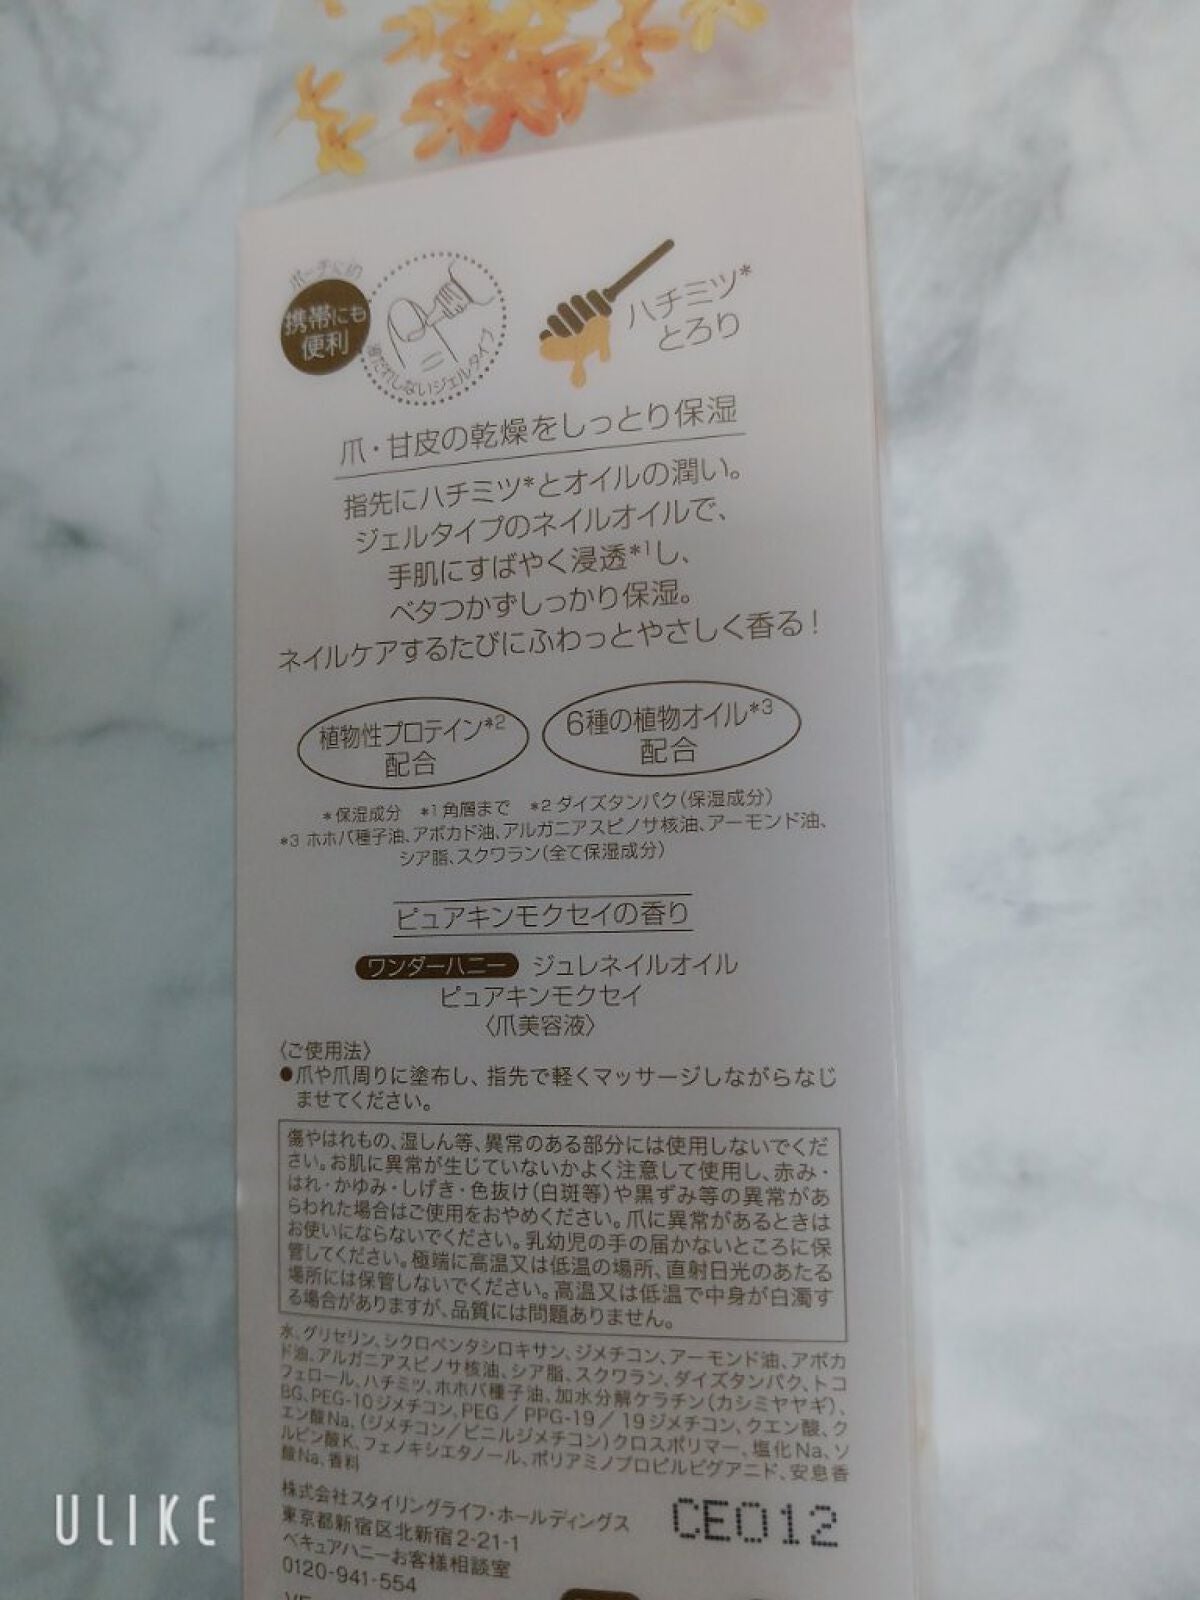 ポーチに
携帯にも
便利
液だれしないジェルタイプ
ハチミツ*
とろり
爪・甘皮の乾燥をしっとり保湿
指先にハチミツ*とオイルの潤い。
ジェルタイプのネイルオイルで、
手肌にすばやく浸透*1し、
ベタつかずしっかり保湿。
ネイルケアするたびにふわっとやさしく香る!
植物性プロテイン*2
配合
6種の植物オイル*3
配合
*保湿成分 *1角層まで *2ダイズタンパク(保湿成分)
*3 ホホバ種子油、アボカド油、アルガニアスピノサ核油、アーモンド油、
シア脂、スクワラン(全て保湿成分)
ピュアキンモクセイの香り
ワンダーハニー ジュレネイルオイル
ピュアキンモクセイ
〈爪美容液〉
〈ご使用法〉
●爪や爪周りに塗布し、指先で軽くマッサージしながらなじ
ませてください。
傷やはれもの、湿しん等、異常のある部分には使用しないでくだ
さい。お肌に異常が生じていないかよく注意して使用し、赤み・
はれ・かゆみ・しげき・色抜け(白斑等)や黒ずみ等の異常があ
らわれた場合はご使用をおやめください。爪に異常があるときは
お使いにならないでください。乳幼児の手の届かないところに保
管してください。極端に高温又は低温の場所、直射日光のあたる
場所には保管しないでください。高温又は低温で中身が白濁す
る場合がありますが、品質には問題ありません。
水、グリセリン、シクロペンタシロキサン、ジメチコン、アーモンド油、アボカ
ド油、アルガニアスピノサ核油、シア脂、スクワラン、ダイズタンパク、トコ
フェロール、ハチミツ、ホホバ種子油、加水分解ケラチン(カシミヤヤギ)、
BG、PEG-10ジメチコン、PEG/PPG-19/19ジメチコン、クエン酸、ク
エン酸Na、(ジメチコン/ビニルジメチコン)クロスポリマー、塩化Na、ソ
ルビン酸K、フェノキシエタノール、ポリアミノプロピルビグアニド、安息香
酸Na、香料
株式会社スタイリングライフ・ホールディングス
東京都新宿区北新宿2-21-1
ベキュアハニーお客様相談室
0120-941-554
CE012
ULIKE